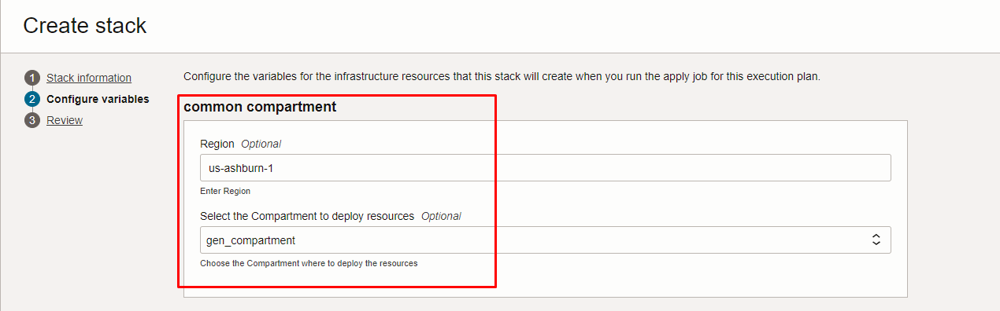 Create stack
1 Stack information
2 Configure variables
3 Review
Configure the variables for the infrastructure resources that this stack will create when you run the apply job for this execution plan.
common compartment
Region Optional
us-ashburn-1
Enter Region
Select the Compartment to deploy resources Optional
gen_compartment
Choose the Compartment where to deploy the resources